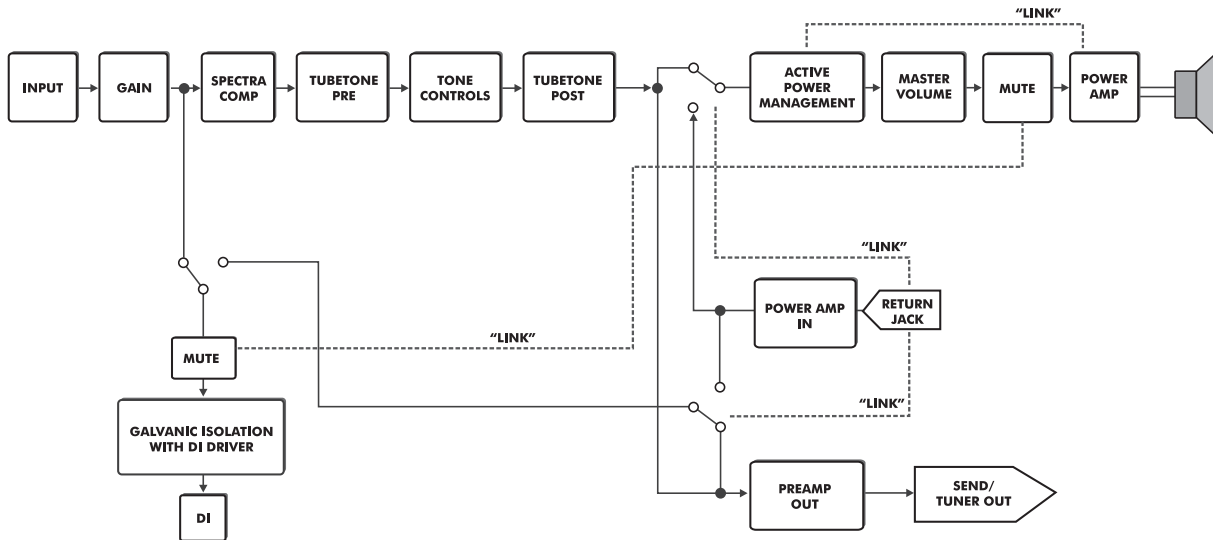 "LINK"
INPUT
GAIN
SPECTRA
COMP
TUBETONE
PRE
TONE
CONTROLS
TUBETONE
POST
ACTIVE
POWER
MANAGEMENT
MASTER
VOLUME
MUTE
POWER
AMP
"LINK"
POWER AMP
IN
RETURN
JACK
"LINK"
MUTE
"LINK"
GALVANIC ISOLATION
WITH DI DRIVER
DI
PREAMP
OUT
SEND/
TUNER OUT